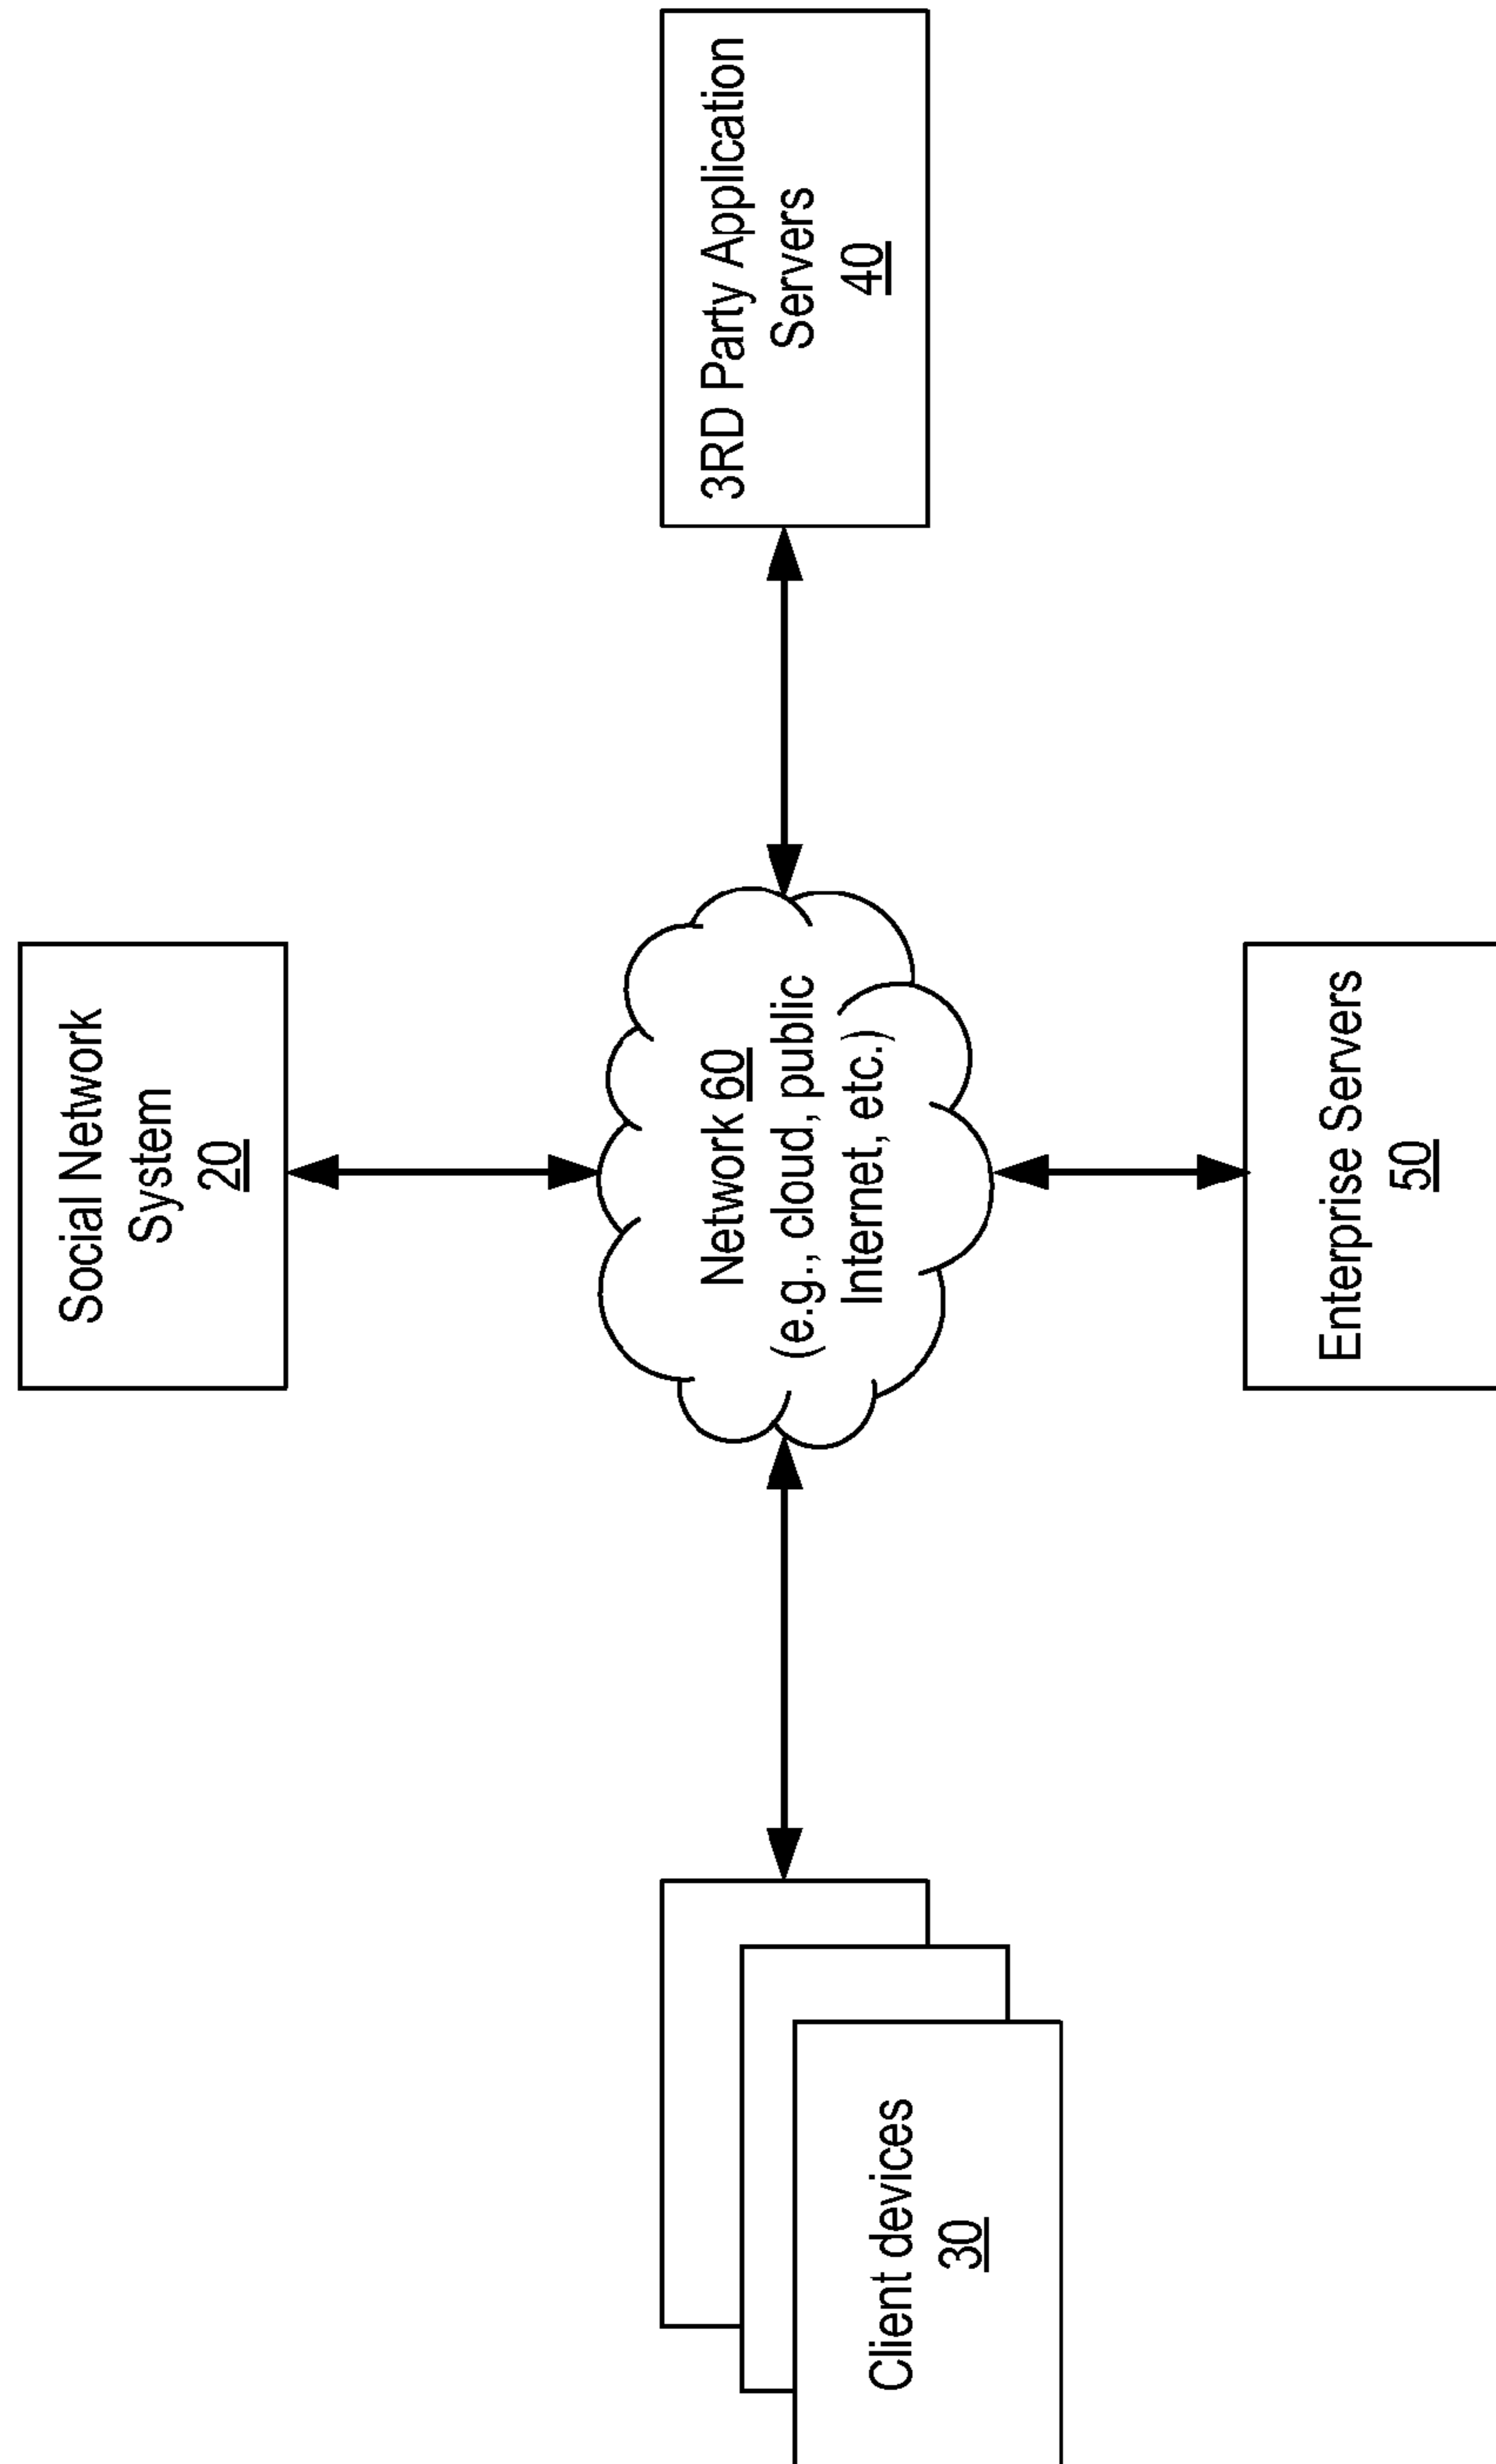 Social Network
System
20
Client devices
30
Network 60
(e.g., cloud, public
Internet, etc.)
3RD Party Application
Servers
40
Enterprise Servers
50